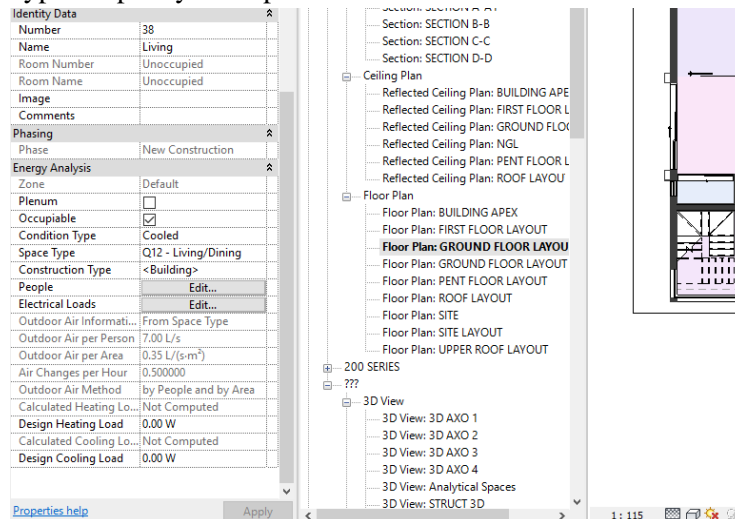 Identity Data
Number 38
Name Living
Room Number Unoccupied
Room Name Unoccupied
Image
Comments
Phasing
Phase New Construction
Energy Analysis
Zone Default
Plenum
Occupiable
Condition Type Cooled
Space Type Q12 - Living/Dining
Construction Type <Building>
People Edit...
Electrical Loads Edit...
Outdoor Air Informati... From Space Type
Outdoor Air per Person 7.00 L/s
Outdoor Air per Area 0.35 L/(s·m²)
Air Changes per Hour 0.500000
Outdoor Air Method by People and by Area
Calculated Heating Lo... Not Computed
Design Heating Load 0.00 W
Calculated Cooling Lo... Not Computed
Design Cooling Load 0.00 W
Properties help Apply
Section: SECTION B-B
Section: SECTION C-C
Section: SECTION D-D
Ceiling Plan
Reflected Ceiling Plan: BUILDING APE
Reflected Ceiling Plan: FIRST FLOOR L
Reflected Ceiling Plan: GROUND FLO
Reflected Ceiling Plan: NGL
Reflected Ceiling Plan: PENT FLOOR L
Reflected Ceiling Plan: ROOF LAYOU
Floor Plan
Floor Plan: BUILDING APEX
Floor Plan: FIRST FLOOR LAYOUT
Floor Plan: GROUND FLOOR LAYOU
Floor Plan: GROUND FLOOR LAYOUT
Floor Plan: PENT FLOOR LAYOUT
Floor Plan: ROOF LAYOUT
Floor Plan: SITE
Floor Plan: SITE LAYOUT
Floor Plan: UPPER ROOF LAYOUT
200 SERIES
???
3D View
3D View: 3D AXO 1
3D View: 3D AXO 2
3D View: 3D AXO 3
3D View: 3D AXO 4
3D View: Analytical Spaces
3D View: STRUCT 3D
1 : 115